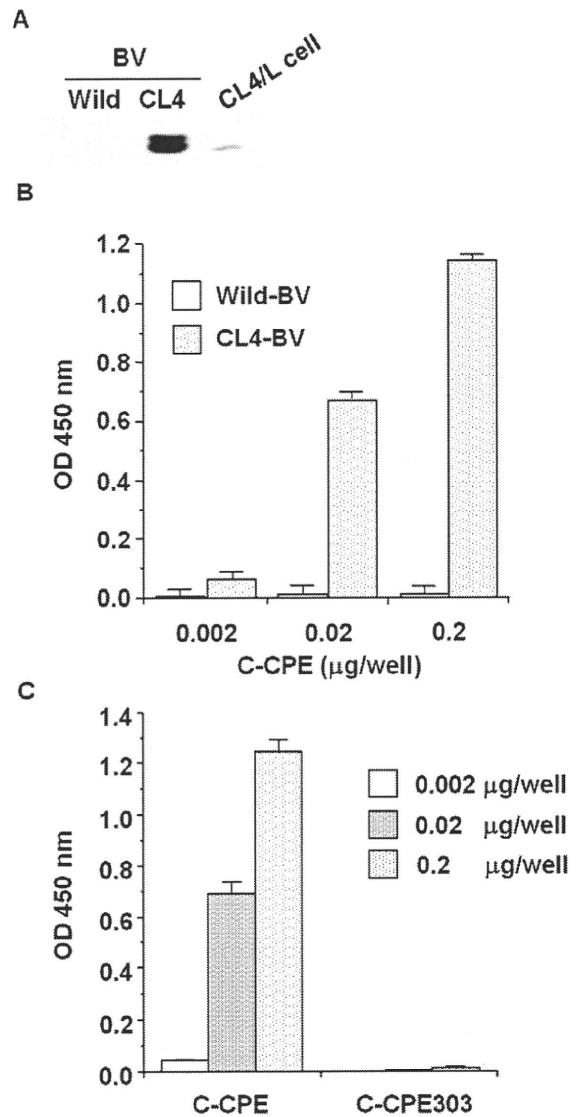 A
BV
Wild CL4 CL4/L cell
B
1.2
1.0
0.8
0.6
0.4
0.2
0.0
OD 450 nm
Wild-BV
CL4-BV
0.002 0.02 0.2
C-CPE (μg/well)
C
1.4
1.2
1.0
0.8
0.6
0.4
0.2
0.0
OD 450 nm
0.002 μg/well
0.02 μg/well
0.2 μg/well
C-CPE C-CPE303